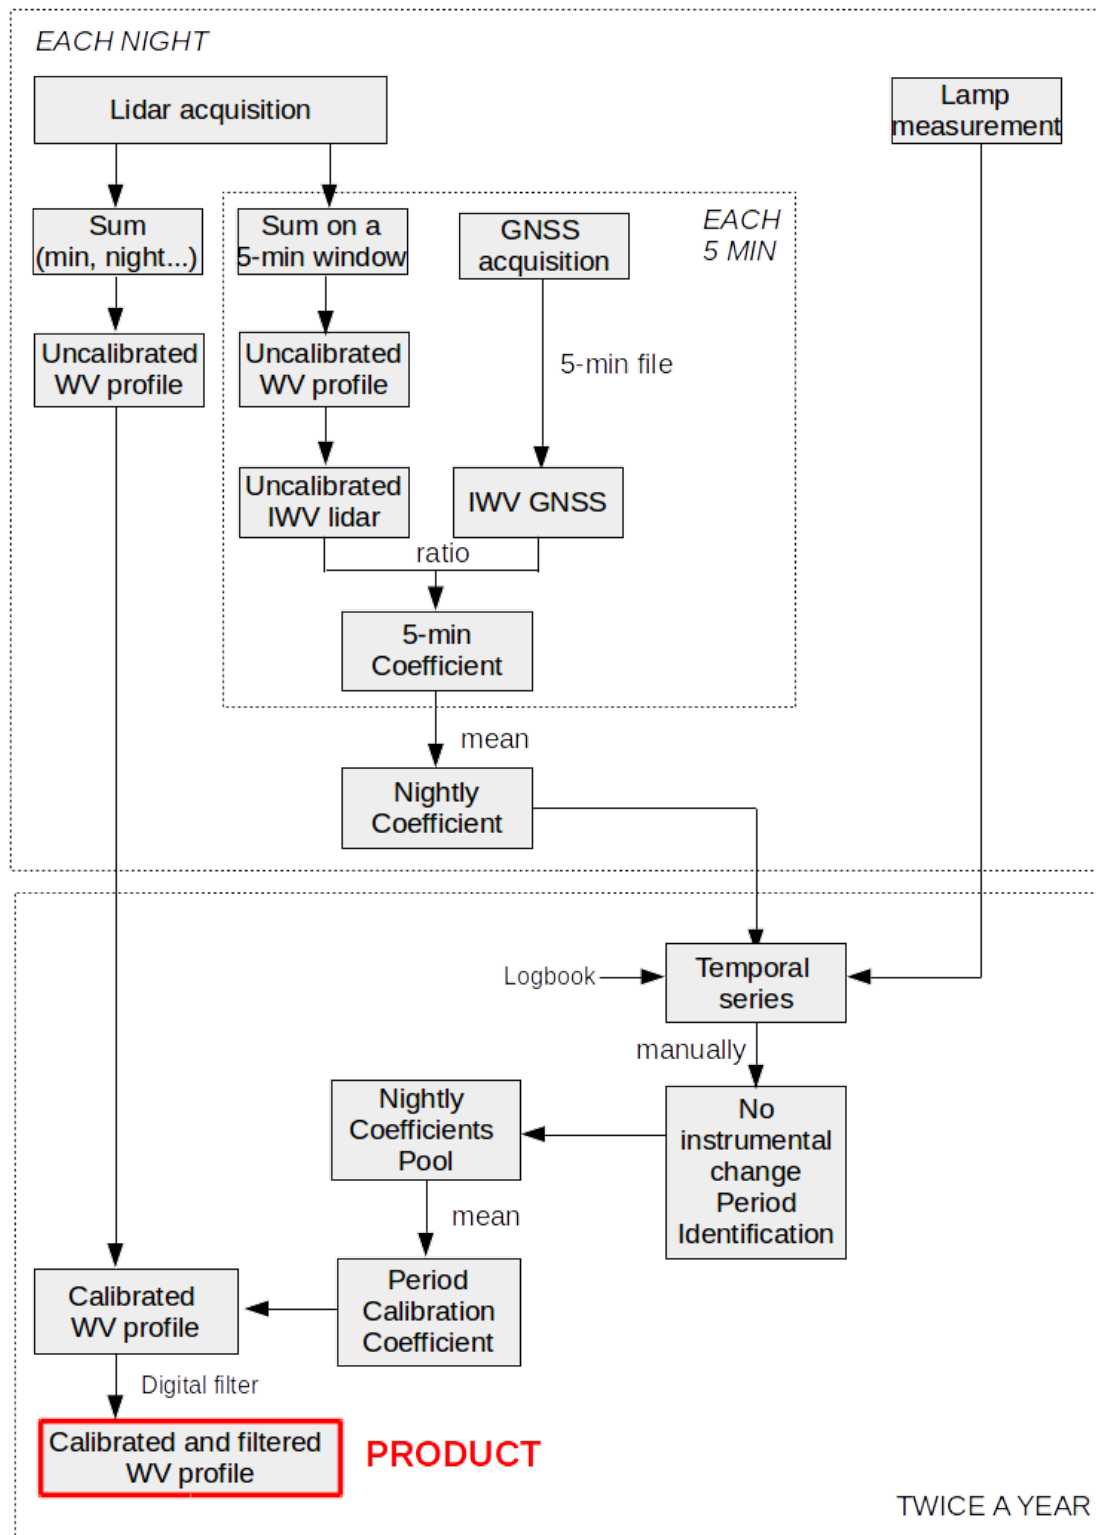 EACH NIGHT
Lidar acquisition
Lamp
measurement
Sum
(min, night...)
Sum on a
5-min window
GNSS
acquisition
EACH
5 MIN
Uncalibrated
WV profile
Uncalibrated
WV profile
5-min file
Uncalibrated
IWV lidar
IWV GNSS
ratio
5-min
Coefficient
mean
Nightly
Coefficient
Logbook
Temporal
series
manually
Nightly
Coefficients
Pool
No
instrumental
change
Period
Identification
mean
Calibrated
WV profile
Period
Calibration
Coefficient
Digital filter
Calibrated and filtered
WV profile
PRODUCT
TWICE A YEAR